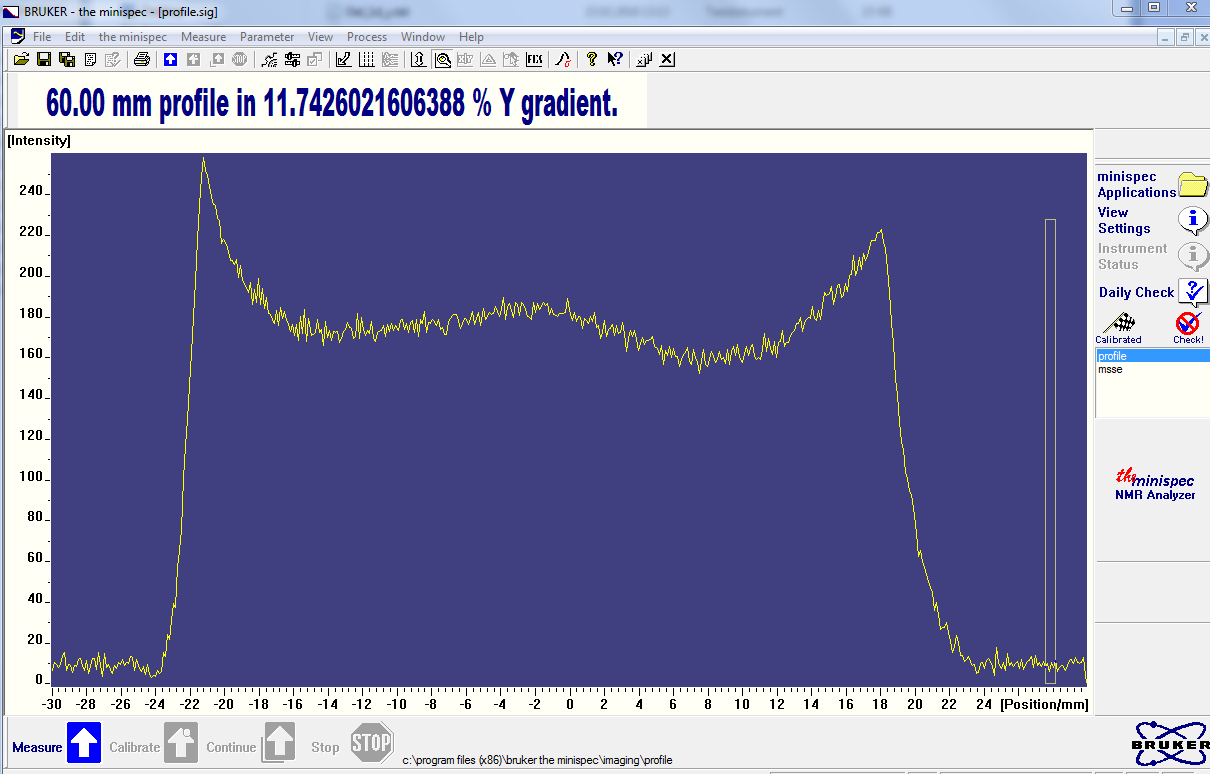 BRUKER - the minispec - [profile.sig]
File Edit the minispec Measure Parameter View Process Window Help
FIX
60.00 mm profile in 11.7426021606388 % Y gradient.
[Intensity]
240
220
200
180
160
140
120
100
80
60
40
20
0
-30 -28 -26 -24 -22 -20 -18 -16 -14 -12 -10 -8 -6 -4 -2 0 2 4 6 8 10 12 14 16 18 20 22 24 [Position/mm]
minispec
Applications
View
Settings
Instrument
Status
Daily Check
Calibrated Check!
profile
msse
the minispec
NMR Analyzer
Measure Calibrate Continue Stop STOP
c:\program files (x86)\bruker the minispec\imaging\profile
BRUKER